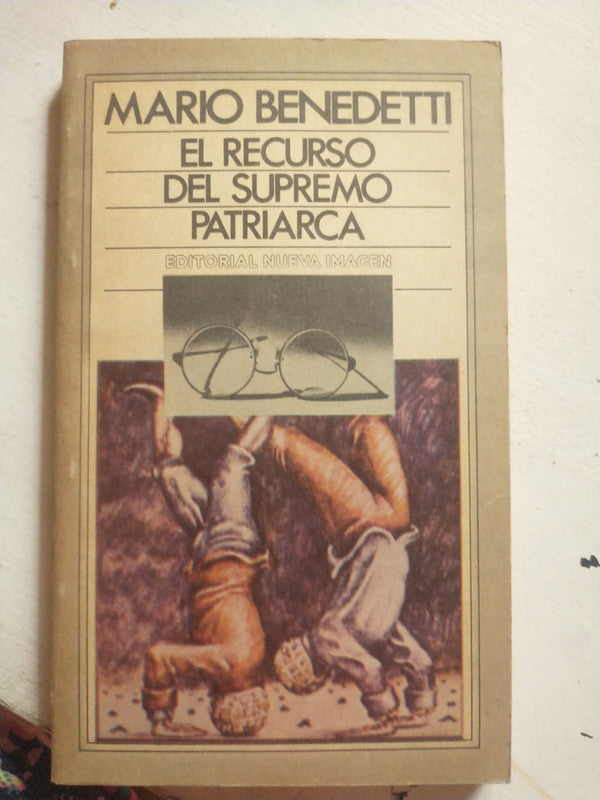 MARIO BENEDETTI
EL RECURSO
DEL SUPREMO
PATRIARCA
EDITORIAL NUEVA IMAGEN